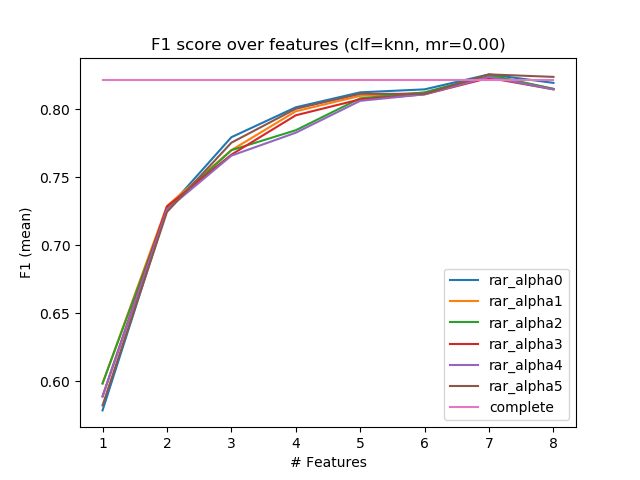 F1 score over features (clf=knn, mr=0.00)
F1 (mean)
0.80
0.75
0.70
0.65
0.60
1 2 3 4 5 6 7 8
# Features
rar_alpha0
rar_alpha1
rar_alpha2
rar_alpha3
rar_alpha4
rar_alpha5
complete